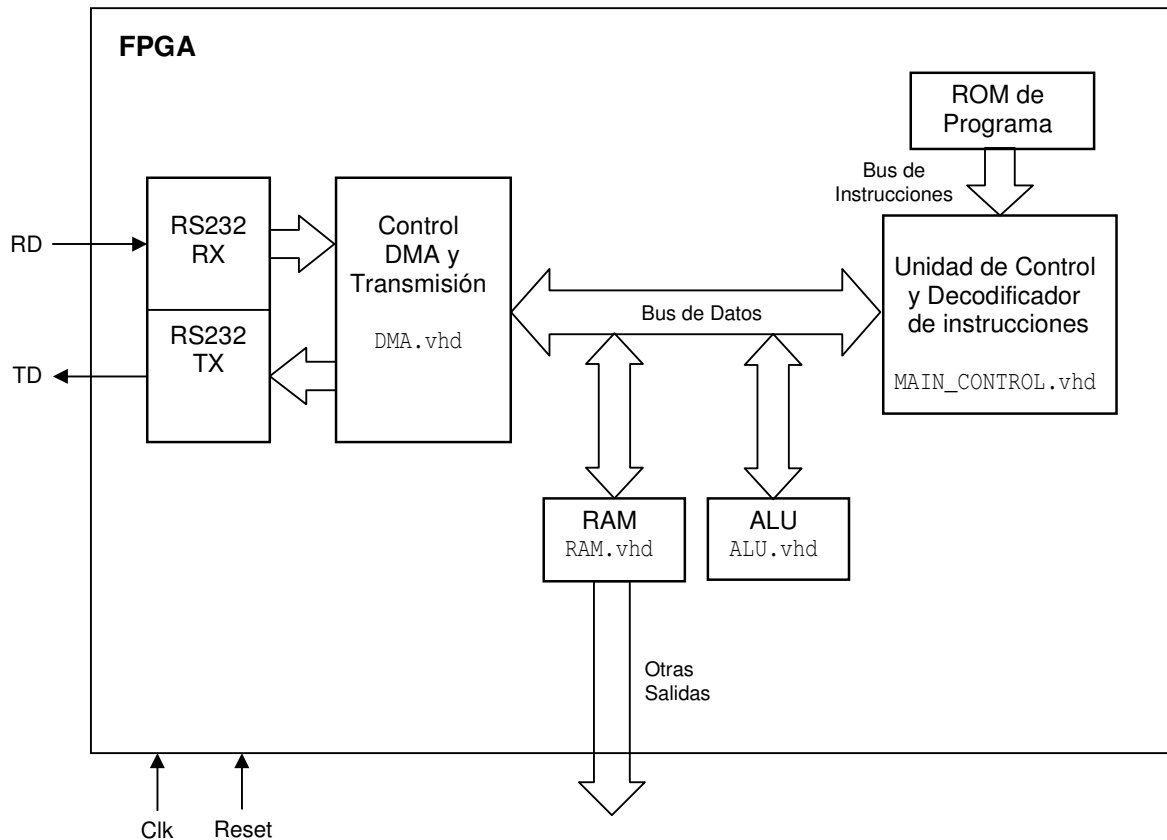 FPGA
ROM de
Programa
Bus de
Instrucciones
RS232
RX
RS232
TX
Control
DMA y
Transmisión
DMA.vhd
RD
TD
Bus de Datos
Unidad de Control
y Decodificador
de instrucciones
MAIN_CONTROL.vhd
RAM
RAM.vhd
ALU
ALU.vhd
Otras
Salidas
Clk
Reset